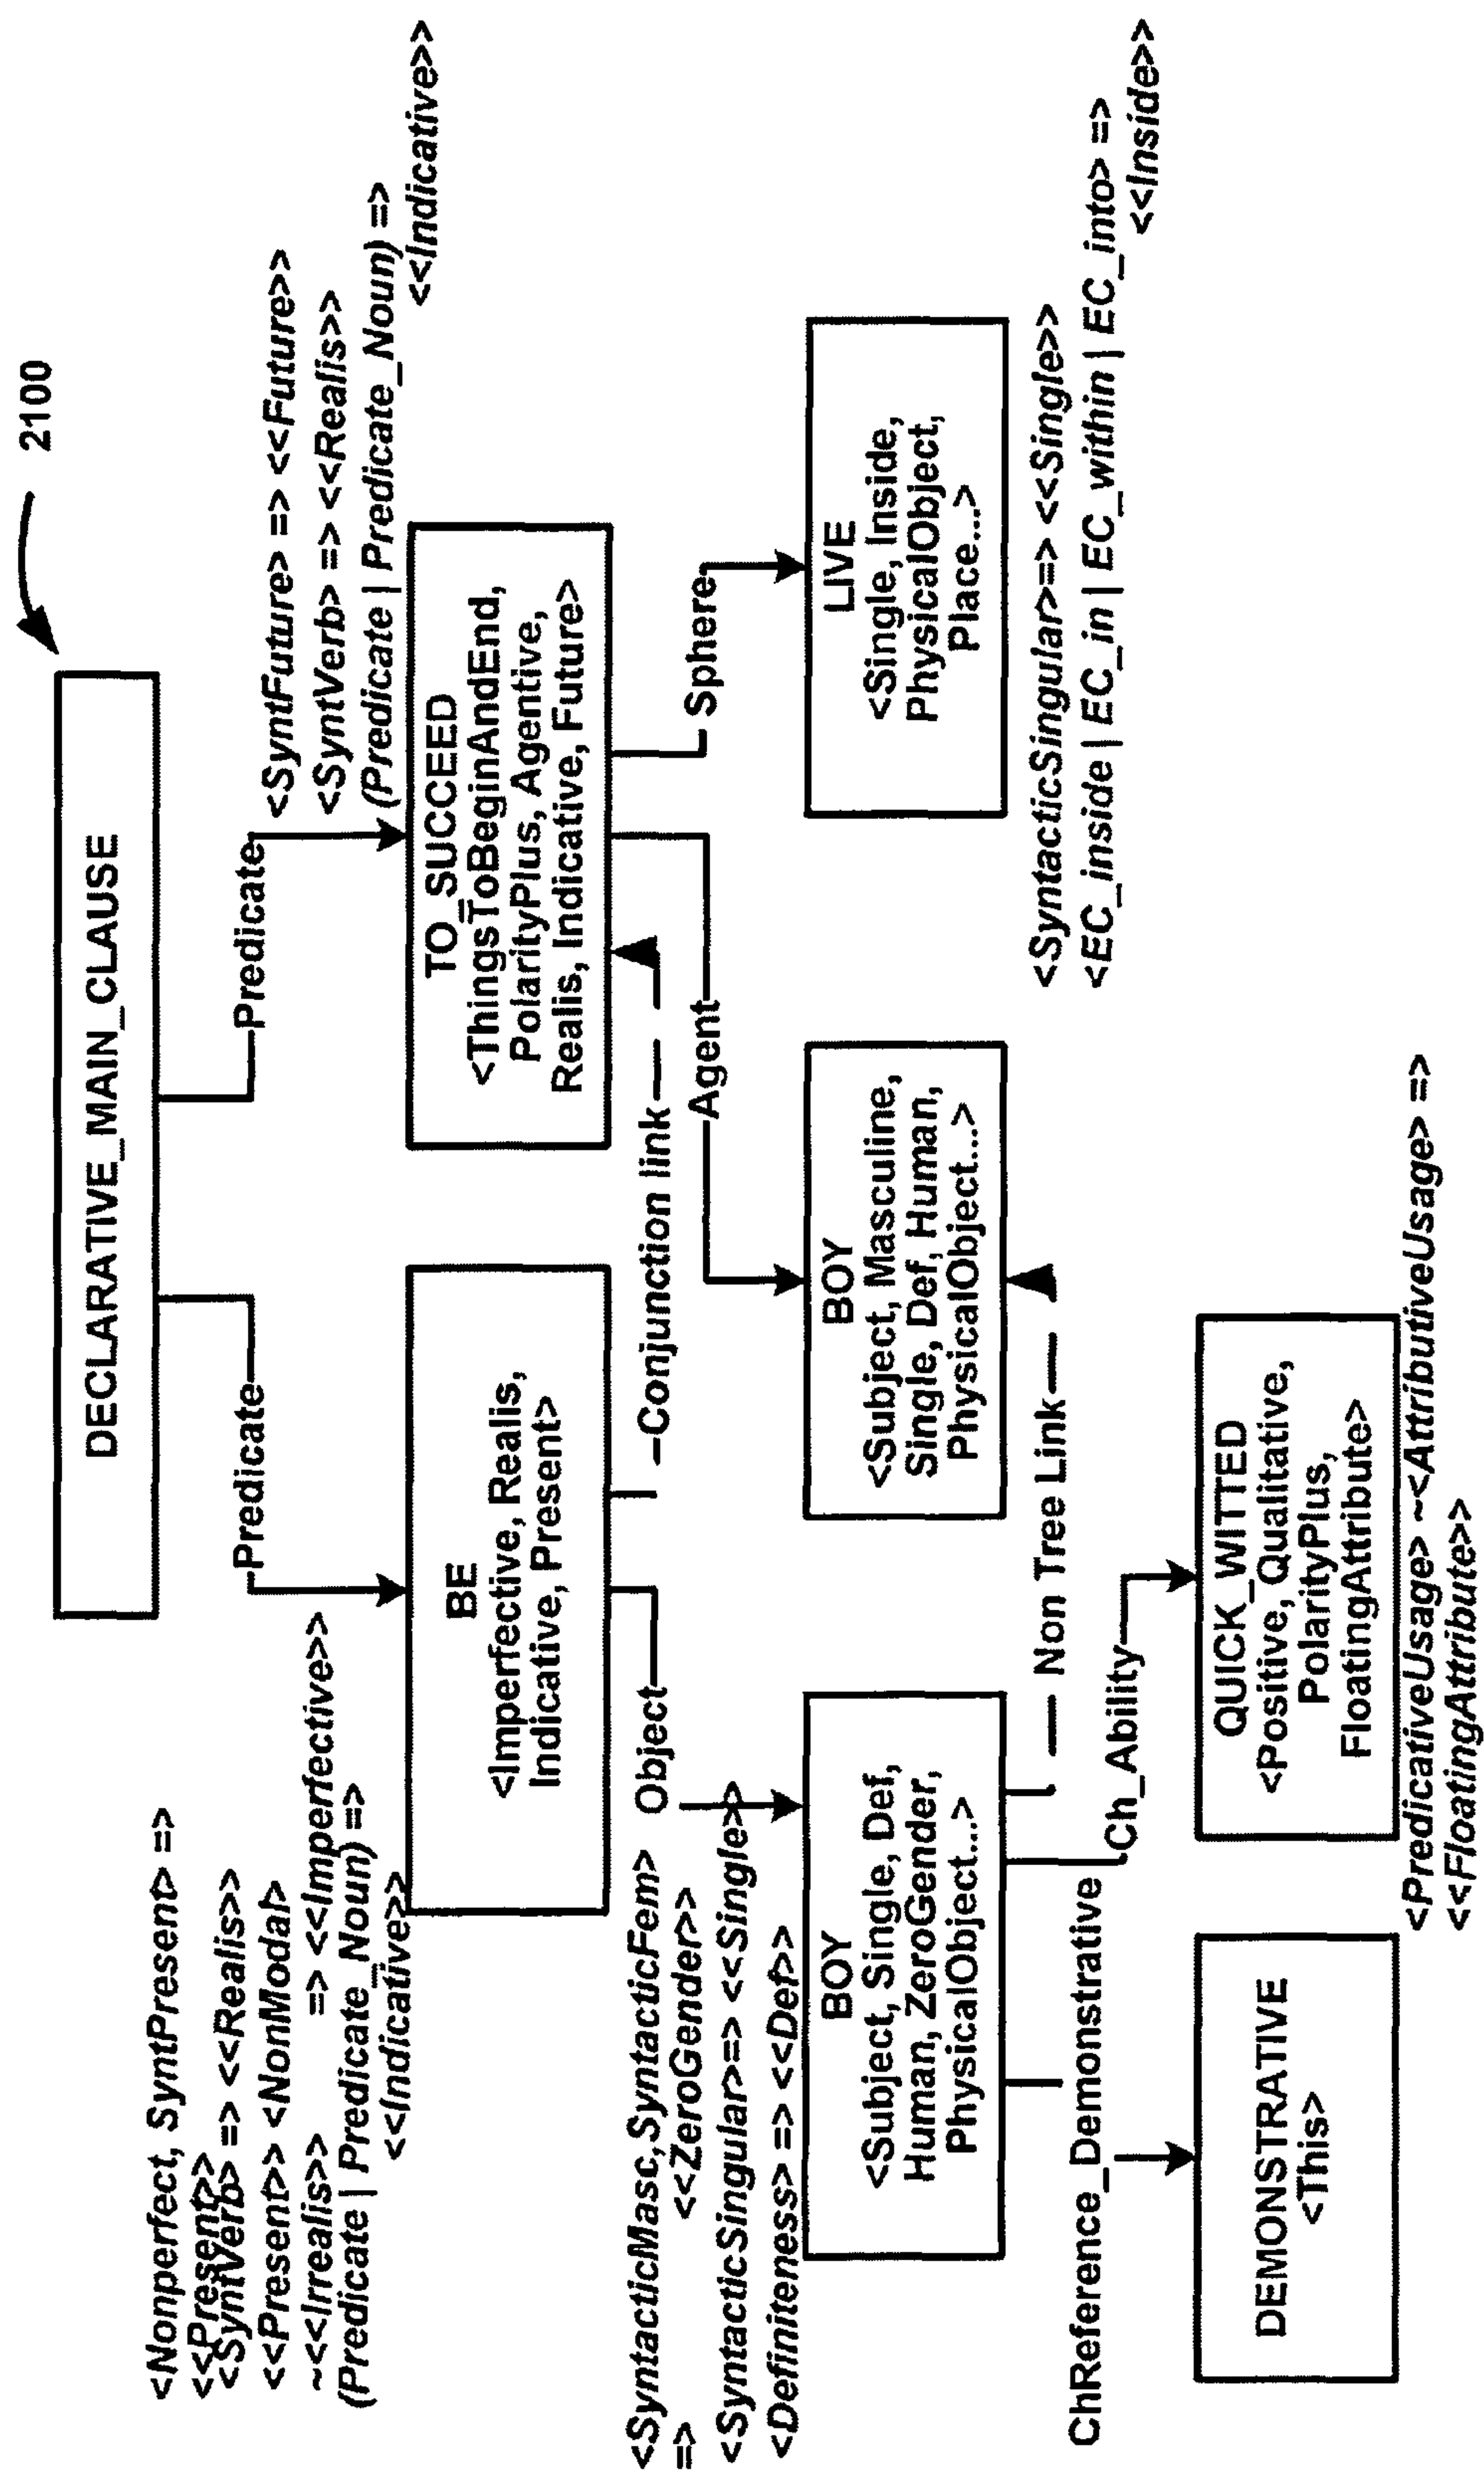 2100
DECLARATIVE_MAIN_CLAUSE
Predicate
Predicate
<Nonperfect, SyntPresent> =>
<<Present>>
<SyntVerb> => <<Realis>>
<<Present>> <NonModal>
~<<Irrealis>> => <<Imperfective>>
(Predicate | Predicate_Noun) =>
<<Indicative>>
<SyntFuture> => <<Future>>
<SyntVerb> => <<Realis>>
(Predicate | Predicate_Noun) =>
<<Indicative>>
BE
<Imperfective, Realis,
Indicative, Present>
TO_SUCCEED
<ThingsToBeginAndEnd,
PolarityPlus, Agentive,
Realis, Indicative, Future>
Object
Conjunction link
Agent
Sphere
<SyntacticMasc,SyntacticFem>
=> <<ZeroGender>>
<SyntacticSingular>=> <<Single>>
<Definiteness> => <<Def>>
BOY
<Subject, Single, Def,
Human, ZeroGender,
PhysicalObject...>
BOY
<Subject, Masculine,
Single, Def, Human,
PhysicalObject...>
LIVE
<Single, Inside,
PhysicalObject,
Place...>
<SyntacticSingular>=> <<Single>>
<EC_inside | EC_in | EC_within | EC_into> =>
<<Inside>>
Non Tree Link
ChReference_Demonstrative
Ch_Ability
DEMONSTRATIVE
<This>
QUICK_WITTED
<Positive, Qualitative,
PolarityPlus,
FloatingAttribute>
<PredicativeUsage> ~<AttributiveUsage> =>
<<FloatingAttribute>>